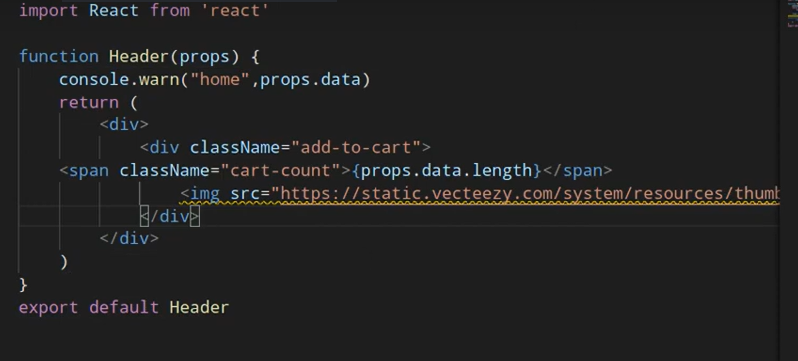 import React from 'react'
function Header(props) {
console.warn("home",props.data)
return (
<div>
<div className="add-to-cart">
<span className="cart-count">{props.data.length}</span>
<img src="https://static.vecteezy.com/system/resources/thumb
</div>
</div>
)
}
export default Header